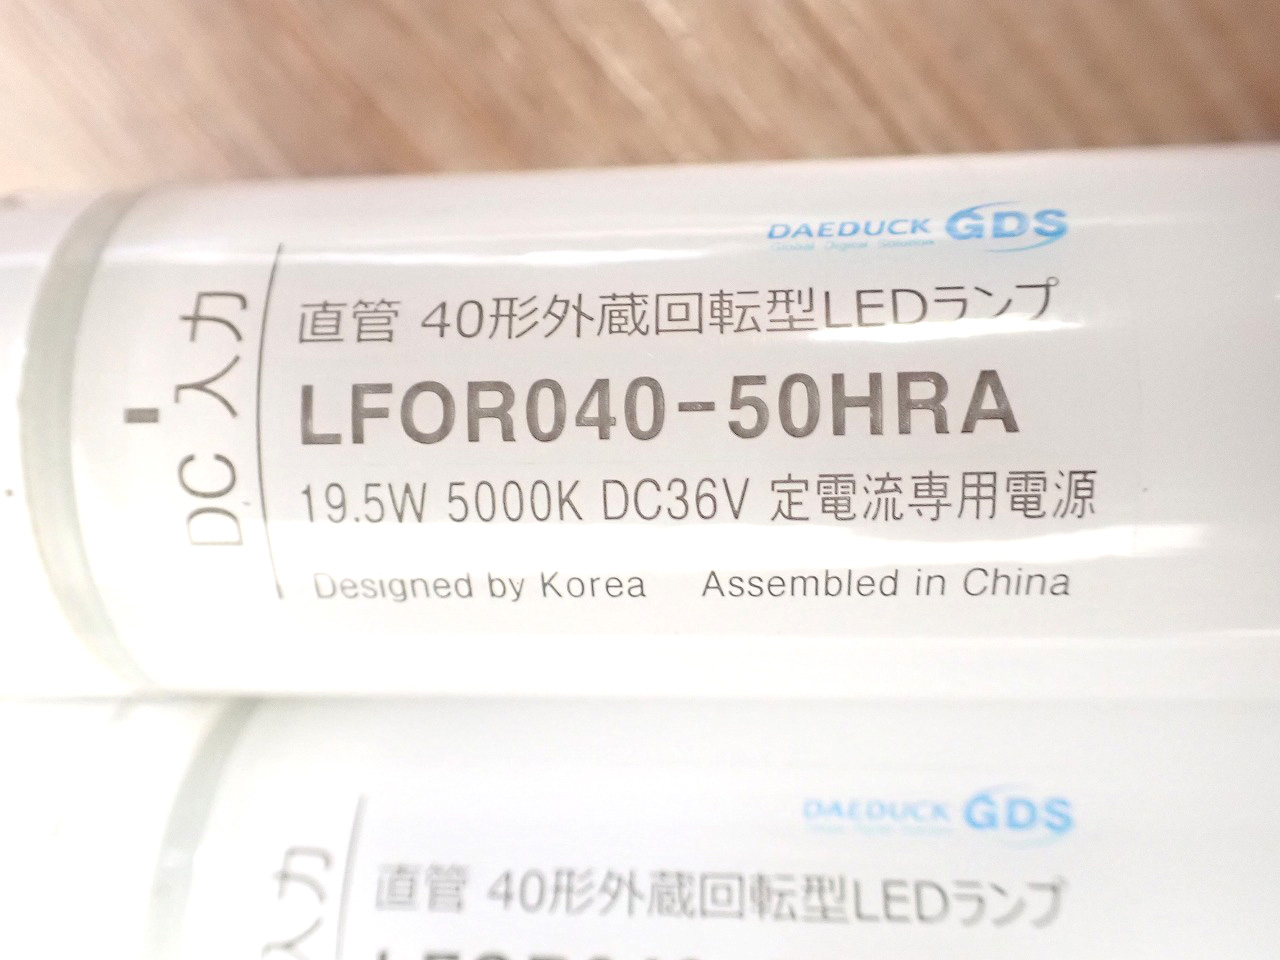 DAEDUCK GDS
Global Digital Solution
DC 入力
直管 40形外蔵回転型LEDランプ
LFOR040-50HRA
19.5W 5000K DC36V 定電流専用電源
Designed by Korea Assembled in China
DAEDUCK GDS
入力
直管 40形外蔵回転型LEDランプ